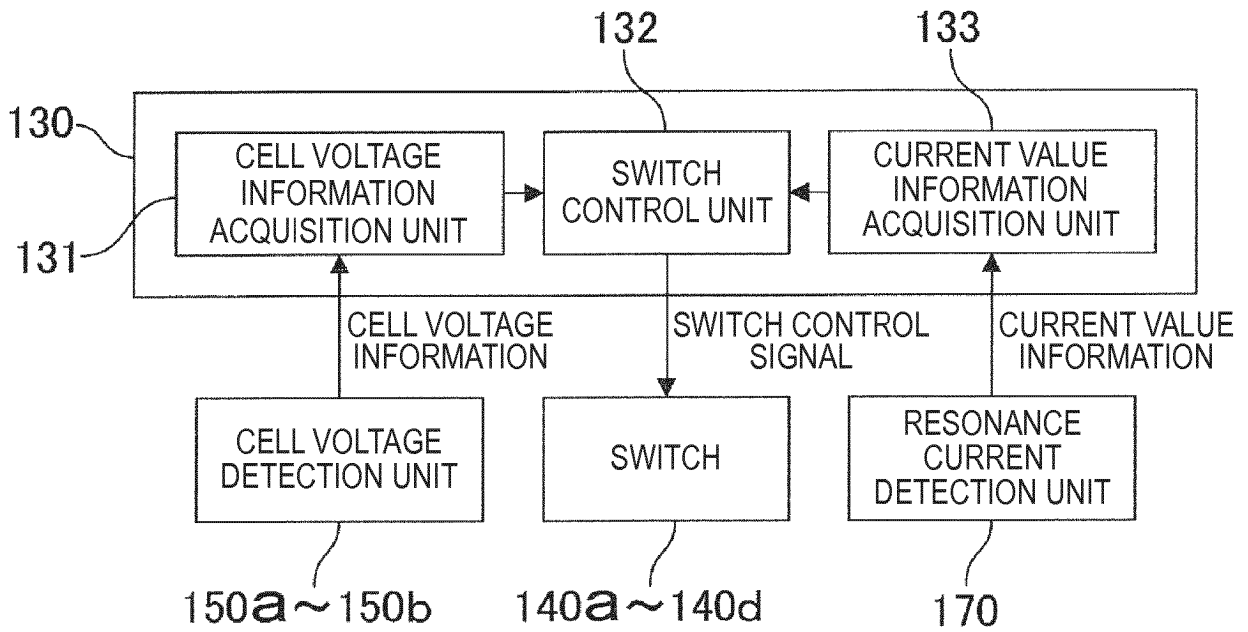 132
133
130
CELL VOLTAGE
INFORMATION
ACQUISITION UNIT
SWITCH
CONTROL UNIT
CURRENT VALUE
INFORMATION
ACQUISITION UNIT
131
CELL VOLTAGE
INFORMATION
SWITCH CONTROL
SIGNAL
CURRENT VALUE
INFORMATION
CELL VOLTAGE
DETECTION UNIT
SWITCH
RESONANCE
CURRENT
DETECTION UNIT
150a~150b
140a~140d
170